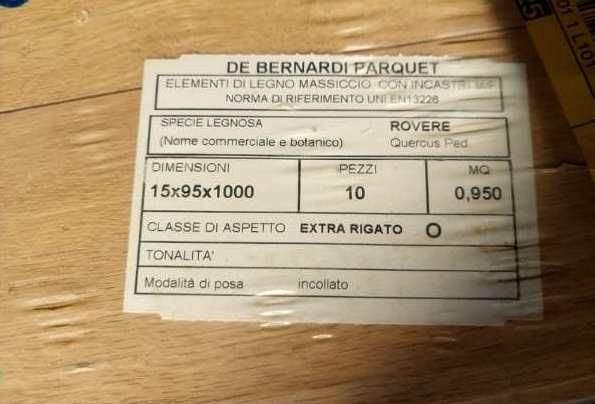 DE BERNARDI PARQUET
ELEMENTI DI LEGNO MASSICCIO CON INCASTRI M/F
NORMA DI RIFERIMENTO UNI EN13226
SPECIE LEGNOSA ROVERE
(Nome commerciale e botanico) Quercus Ped.
DIMENSIONI PEZZI MQ
15x95x1000 10 0,950
CLASSE DI ASPETTO EXTRA RIGATO O
TONALITA'
Modalità di posa incollato